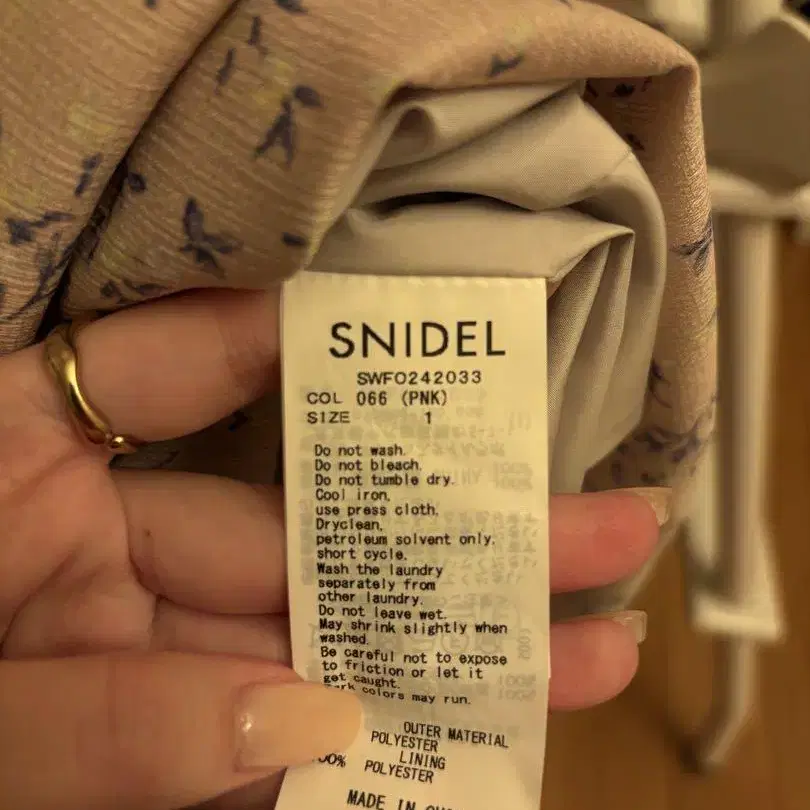 SNIDEL
SWFO242033
COL 066 (PNK)
SIZE 1
Do not wash.
Do not bleach.
Do not tumble dry.
Cool iron,
use press cloth.
Dryclean,
petroleum solvent only.
short cycle.
Wash the laundry
separately from
other laundry.
Do not leave wet.
May shrink slightly when
washed.
Be careful not to expose
to friction or let it
get caught.
colors may run.
OUTER MATERIAL
POLYESTER
LINING
POLYESTER
MADE IN